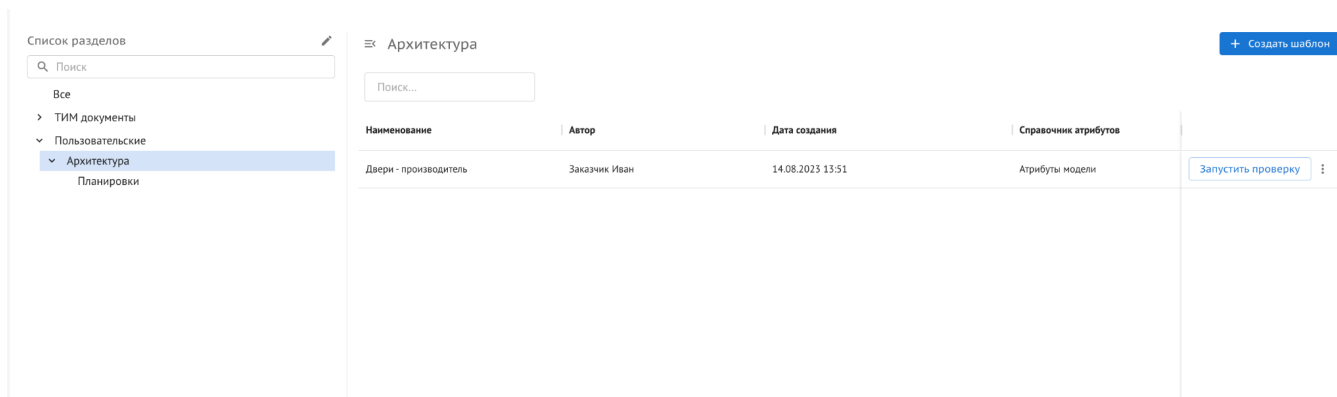 Список разделов
Поиск
Все
ТИМ документы
Пользовательские
Архитектура
Планировки
Архитектура
+ Создать шаблон
Поиск...
Наименование Автор Дата создания Справочник атрибутов
Двери - производитель Заказчик Иван 14.08.2023 13:51 Атрибуты модели Запустить проверку